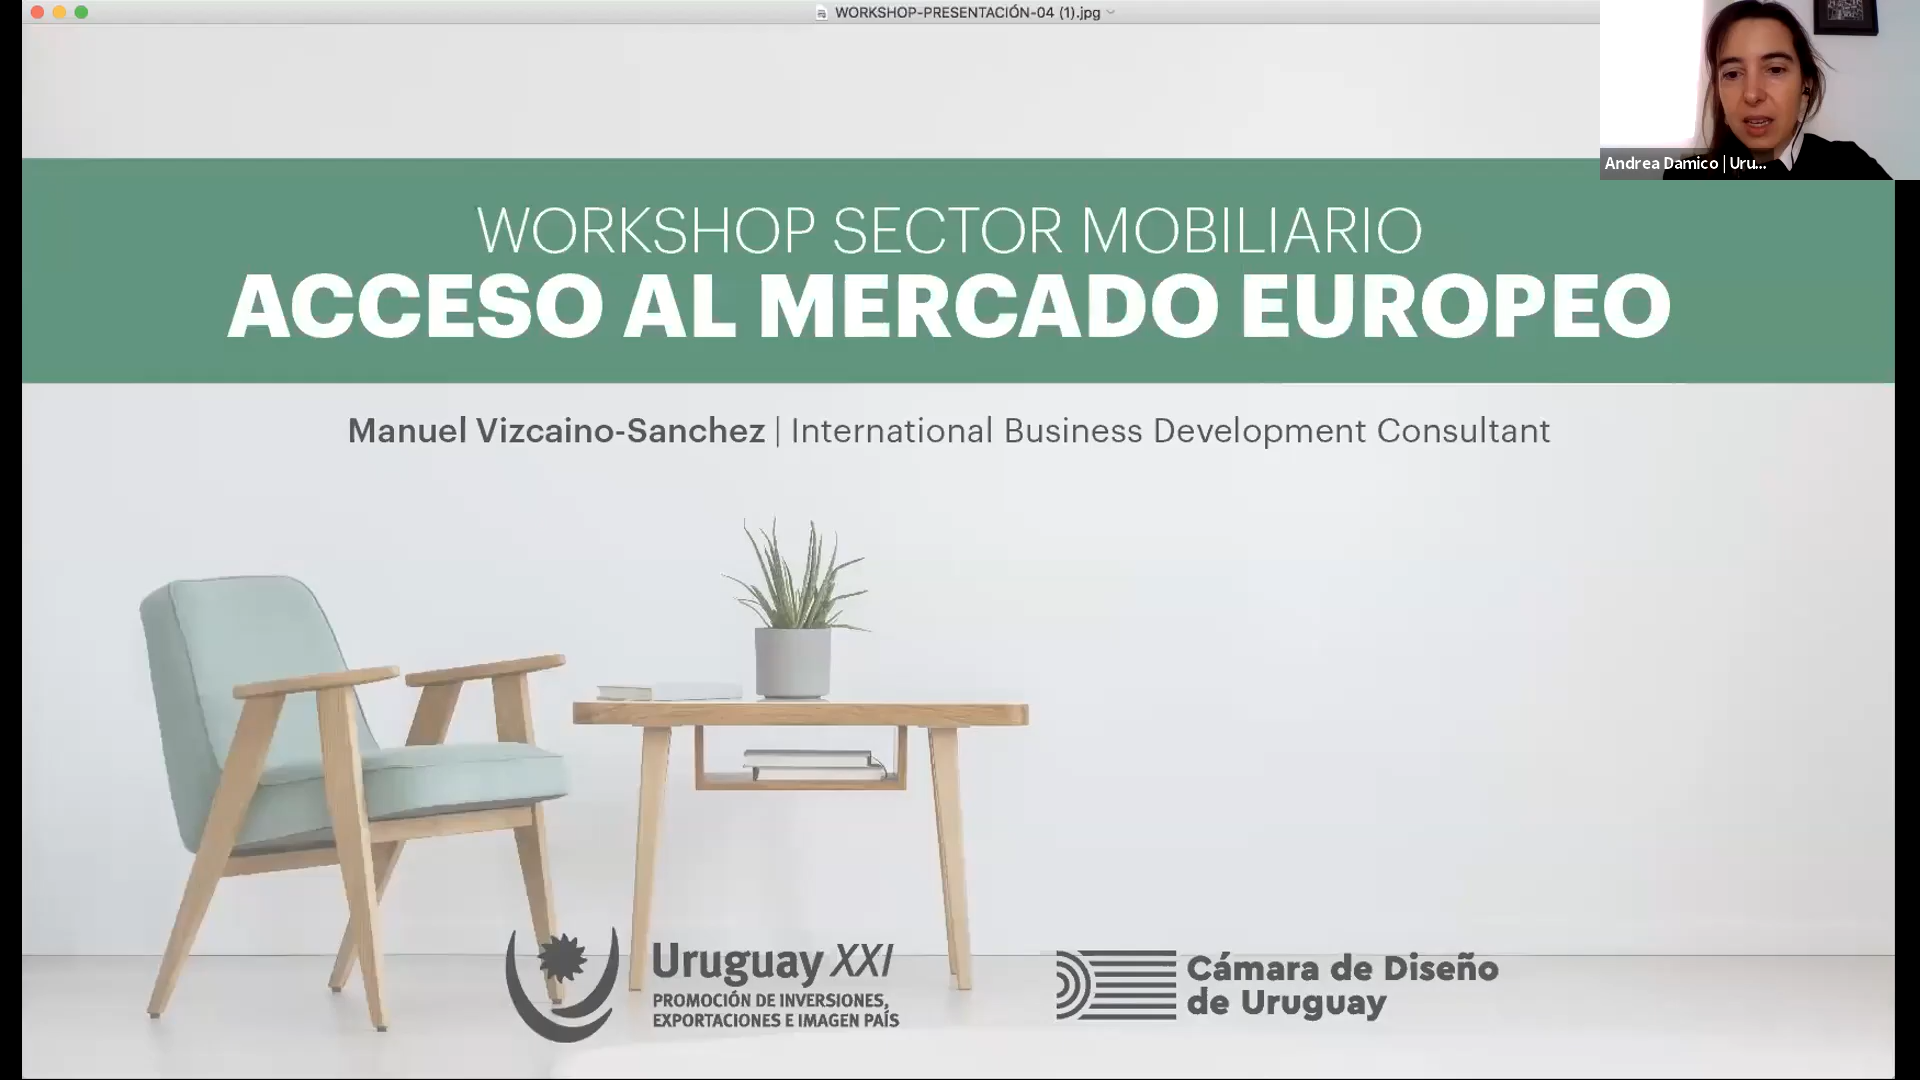 WORKSHOP-PRESENTACIÓN-04 (1).jpg
Andrea Damico | Uru...
WORKSHOP SECTOR MOBILIARIO
ACCESO AL MERCADO EUROPEO
Manuel Vizcaino-Sanchez | International Business Development Consultant
Uruguay XXI
PROMOCIÓN DE INVERSIONES,
EXPORTACIONES E IMAGEN PAÍS
Cámara de Diseño
de Uruguay